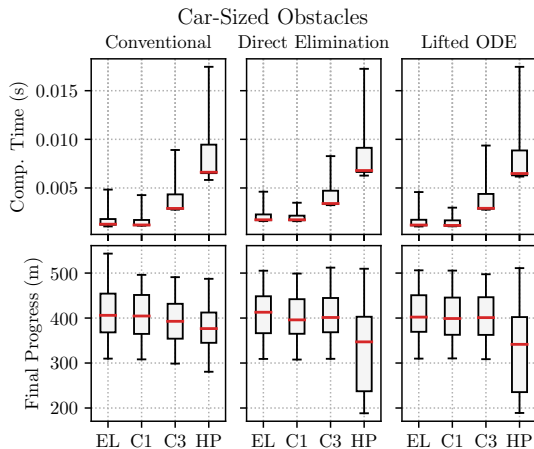 Car-Sized Obstacles
Conventional Direct Elimination Lifted ODE
Comp. Time (s)
0.015
0.010
0.005
Final Progress (m)
500
400
300
200
EL C1 C3 HP EL C1 C3 HP EL C1 C3 HP